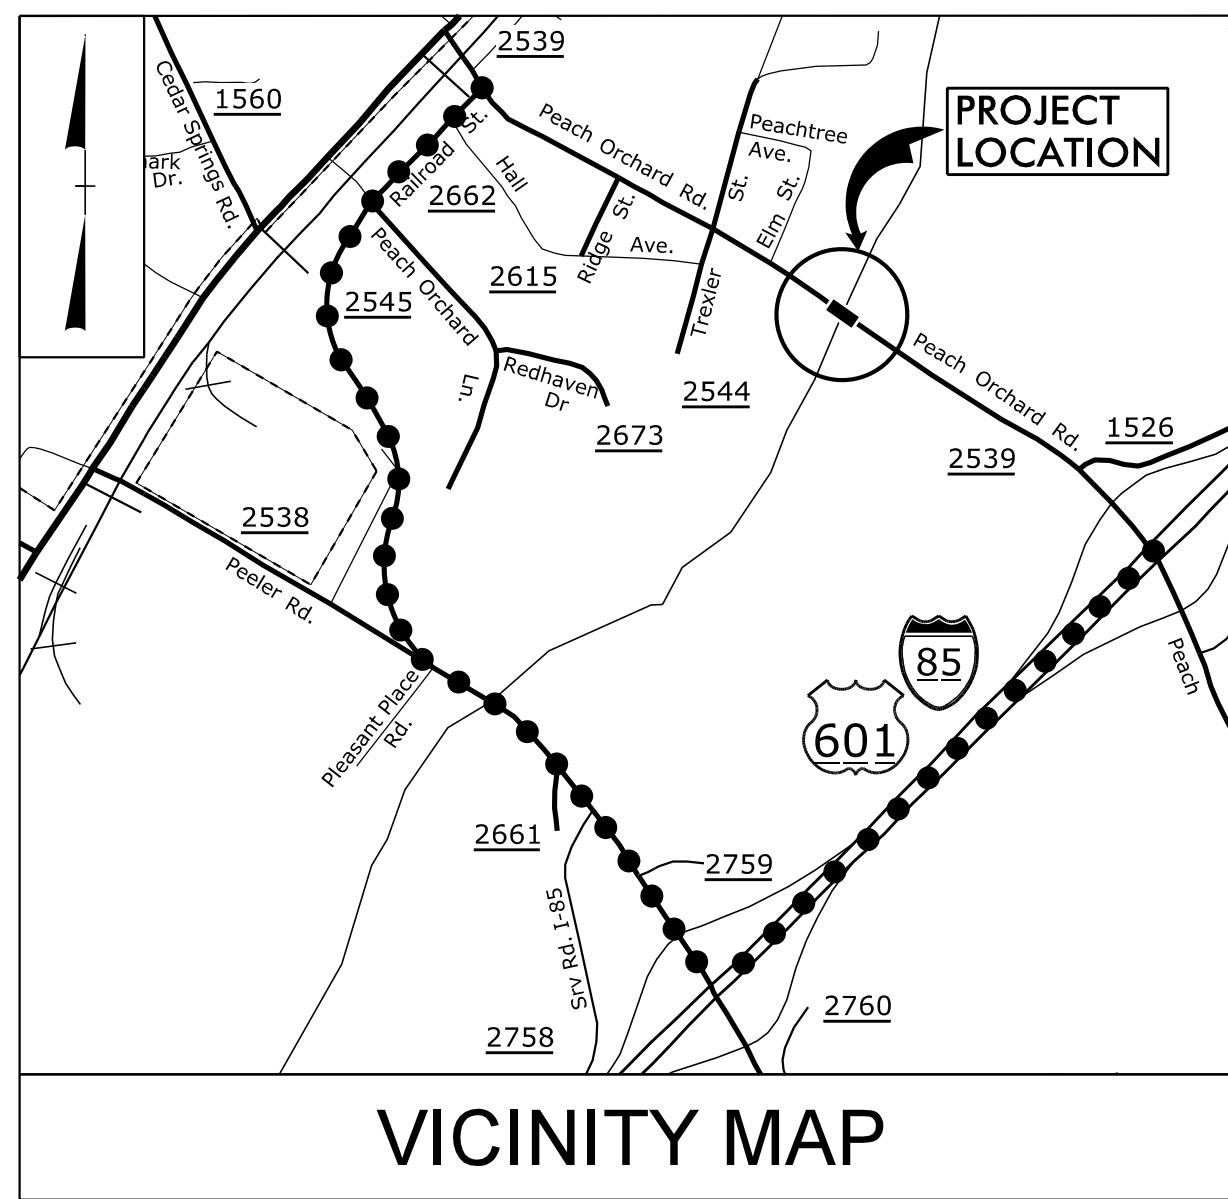 2539
Cedar Springs Rd.
1560
PROJECT
LOCATION
Peach Orchard Rd.
Railroad St.
Peachtree
Ave.
ark
Dr.
Hall
Ave.
2662
Ridge St.
Trexler St.
Elm St.
Peach Orchard
Ln.
2615
2545
Redhaven
Dr
2544
2673
Peach Orchard Rd.
1526
2539
2538
Peeler Rd.
Peach
85
601
Pleasant Place
Rd.
2661
2759
Srv Rd. I-85
2758
2760
VICINITY MAP